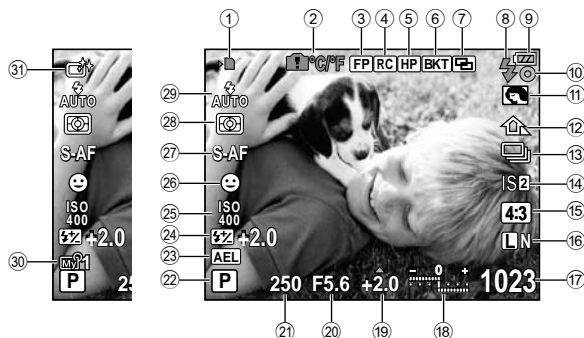 ① ② ③ ④ ⑤ ⑥ ⑦ ⑧ ⑨
°C/°F FP RC HP BKT
⑩
㉛
⑪
AUTO
㉙ AUTO
⑫
㉘
⑬
S-AF
㉗ S-AF
IS 2 ⑭
㉖
ISO 400
㉕ ISO 400
4:3 ⑮
+2.0
㉔ +2.0
L N ⑯
㉓ AEL
㉚ My 1
P 25
㉒ P 250 F5.6 +2.0 - 0 + 1023 ⑰
㉑ ⑳ ⑲ ⑱